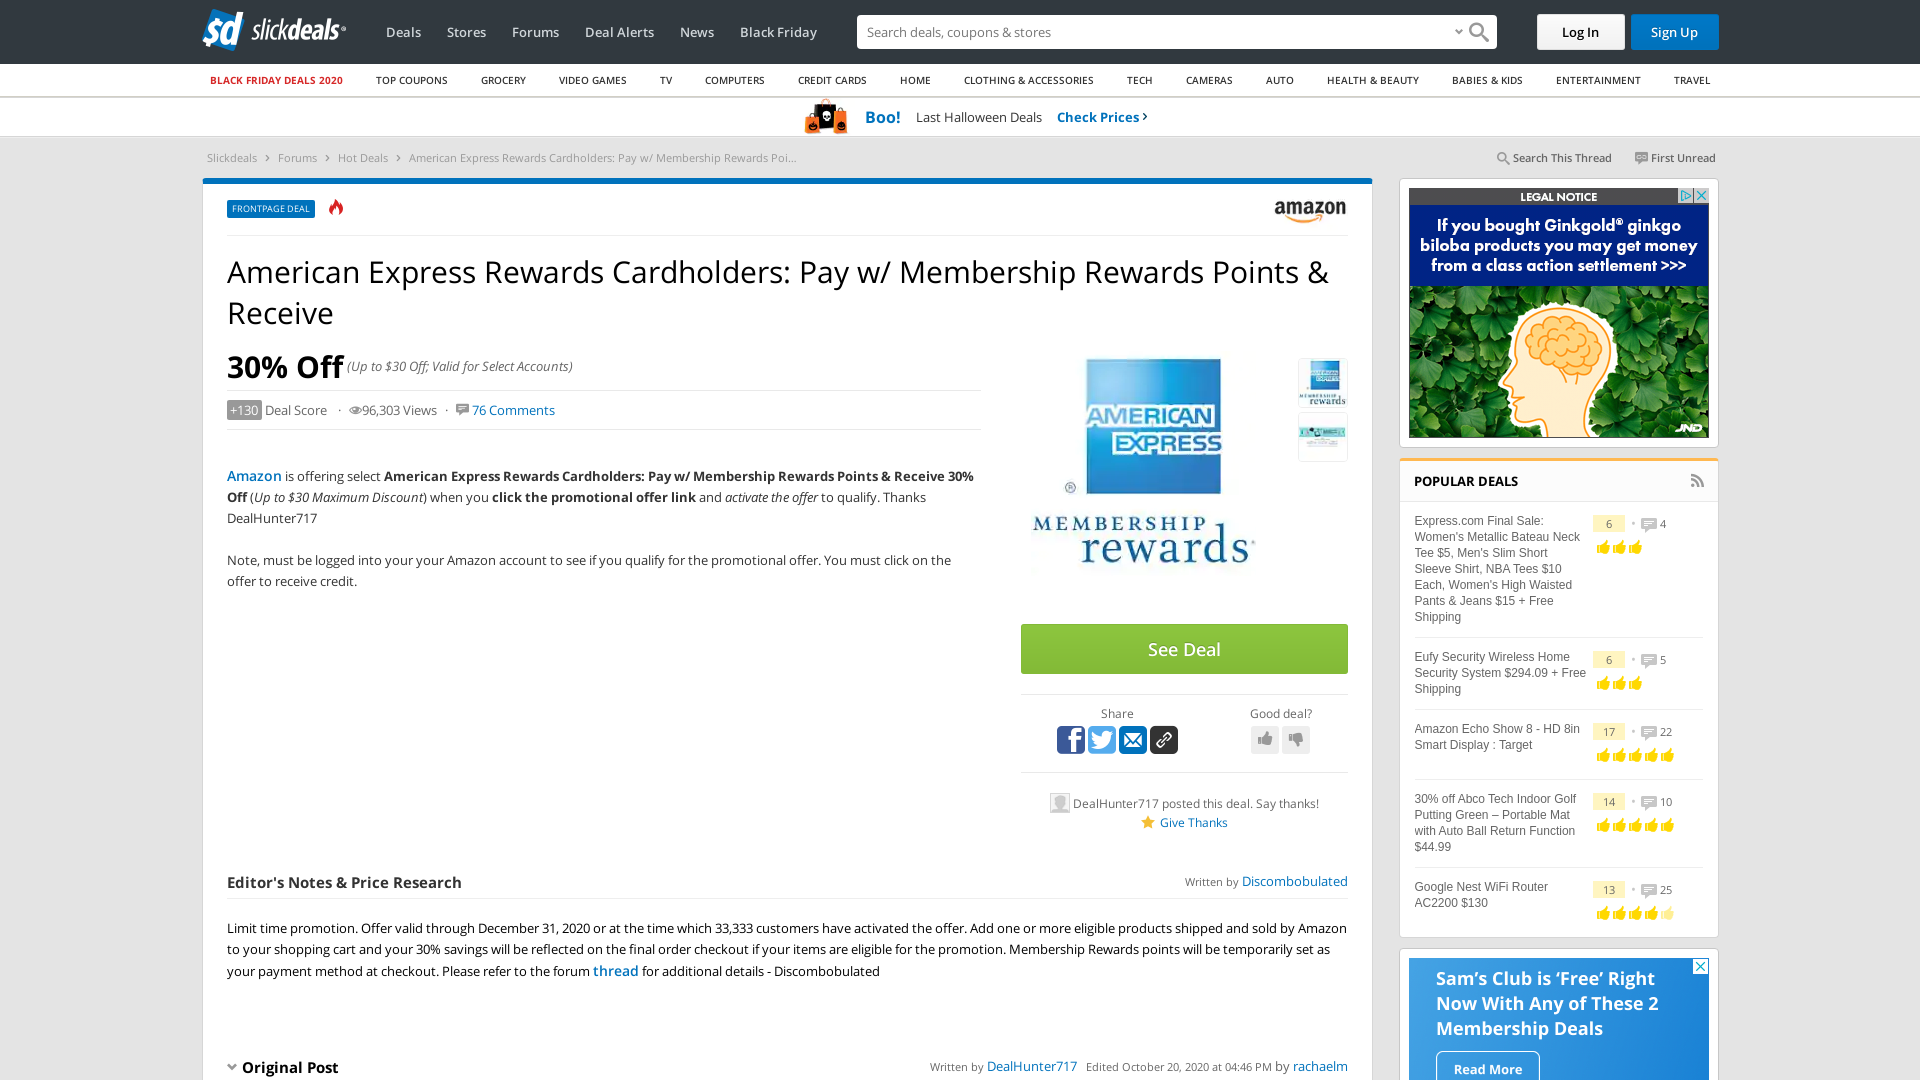 slickdeals
Deals
Stores
Forums
Deal Alerts
News
Black Friday
Search deals, coupons & stores
Log In
Sign Up
BLACK FRIDAY DEALS 2020
TOP COUPONS
GROCERY
VIDEO GAMES
TV
COMPUTERS
CREDIT CARDS
HOME
CLOTHING & ACCESSORIES
TECH
CAMERAS
AUTO
HEALTH & BEAUTY
BABIES & KIDS
ENTERTAINMENT
TRAVEL
Boo! Last Halloween Deals Check Prices
Slickdeals
Forums
Hot Deals
American Express Rewards Cardholders: Pay w/ Membership Rewards Poi...
Search This Thread
First Unread
FRONTPAGE DEAL
amazon
American Express Rewards Cardholders: Pay w/ Membership Rewards Points &
Receive
30% Off (Up to $30 Off; Valid for Select Accounts)
+130 Deal Score · 96,303 Views · 76 Comments
Amazon is offering select American Express Rewards Cardholders: Pay w/ Membership Rewards Points & Receive 30%
Off (Up to $30 Maximum Discount) when you click the promotional offer link and activate the offer to qualify. Thanks
DealHunter717
Note, must be logged into your your Amazon account to see if you qualify for the promotional offer. You must click on the
offer to receive credit.
AMERICAN
EXPRESS
®
MEMBERSHIP
rewards
See Deal
Share
Good deal?
DealHunter717 posted this deal. Say thanks!
Give Thanks
Editor's Notes & Price Research
Written by Discombobulated
Limit time promotion. Offer valid through December 31, 2020 or at the time which 33,333 customers have activated the offer. Add one or more eligible products shipped and sold by Amazon
to your shopping cart and your 30% savings will be reflected on the final order checkout if your items are eligible for the promotion. Membership Rewards points will be temporarily set as
your payment method at checkout. Please refer to the forum thread for additional details - Discombobulated
Original Post
Written by DealHunter717 Edited October 20, 2020 at 04:46 PM by rachaelm
LEGAL NOTICE
If you bought Ginkgold® ginkgo
biloba products you may get money
from a class action settlement >>>
JND
POPULAR DEALS
Express.com Final Sale:
Women's Metallic Bateau Neck
Tee $5, Men's Slim Short
Sleeve Shirt, NBA Tees $10
Each, Women's High Waisted
Pants & Jeans $15 + Free
Shipping
6 • 4
Eufy Security Wireless Home
Security System $294.09 + Free
Shipping
6 • 5
Amazon Echo Show 8 - HD 8in
Smart Display : Target
17 • 22
30% off Abco Tech Indoor Golf
Putting Green – Portable Mat
with Auto Ball Return Function
$44.99
14 • 10
Google Nest WiFi Router
AC2200 $130
13 • 25
Sam's Club is 'Free' Right
Now With Any of These 2
Membership Deals
Read More